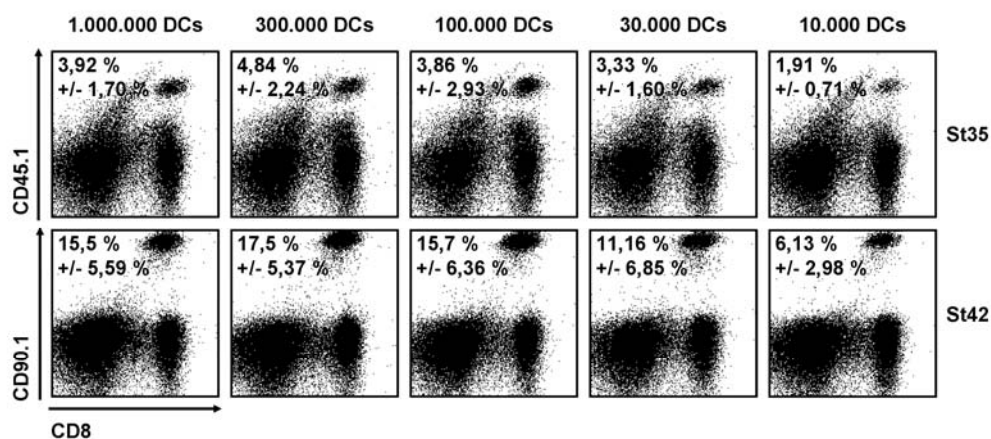 1.000.000 DCs 300.000 DCs 100.000 DCs 30.000 DCs 10.000 DCs
3,92 % 4,84 % 3,86 % 3,33 % 1,91 %
+/- 1,70 % +/- 2,24 % +/- 2,93 % +/- 1,60 % +/- 0,71 %
CD45.1
St35
15,5 % 17,5 % 15,7 % 11,16 % 6,13 %
+/- 5,59 % +/- 5,37 % +/- 6,36 % +/- 6,85 % +/- 2,98 %
CD90.1
St42
CD8